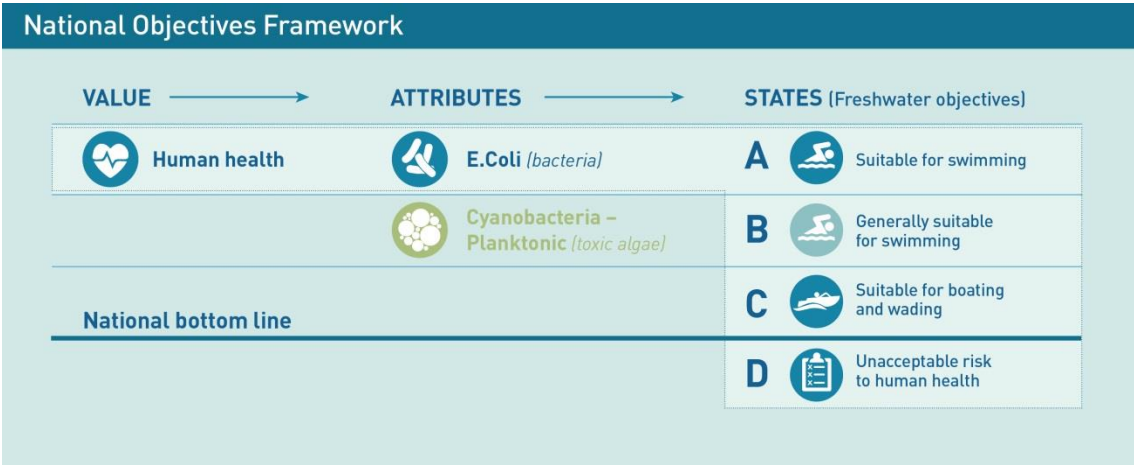 National Objectives Framework
VALUE
ATTRIBUTES
STATES (Freshwater objectives)
Human health
E.Coli (bacteria)
A
Suitable for swimming
Cyanobacteria –
Planktonic (toxic algae)
B
Generally suitable
for swimming
C
Suitable for boating
and wading
National bottom line
D
Unacceptable risk
to human health